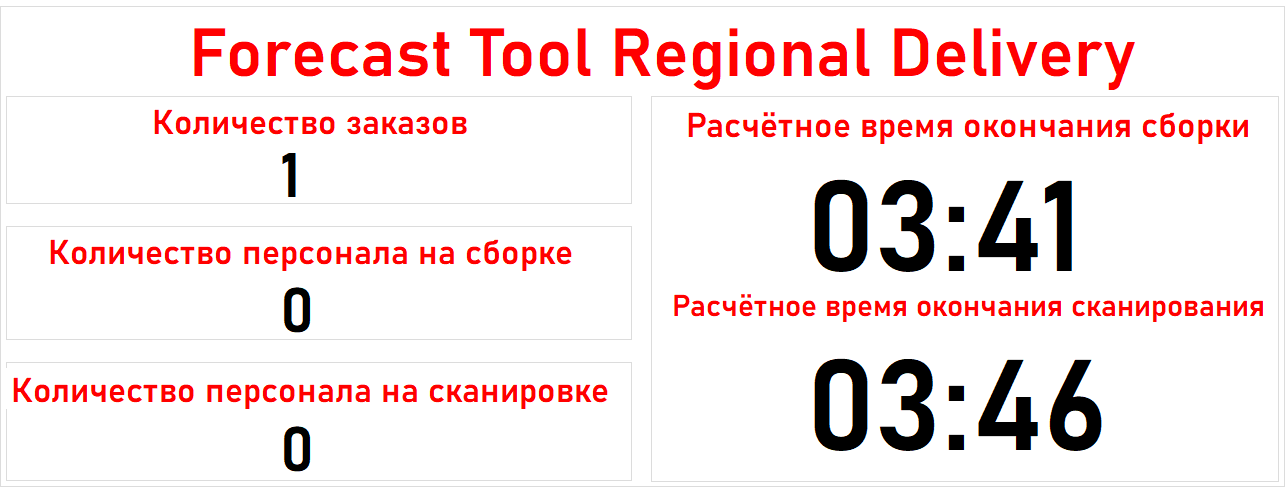 Forecast Tool Regional Delivery
Количество заказов
1
Количество персонала на сборке
0
Количество персонала на сканировке
0
Расчётное время окончания сборки
03:41
Расчётное время окончания сканирования
03:46